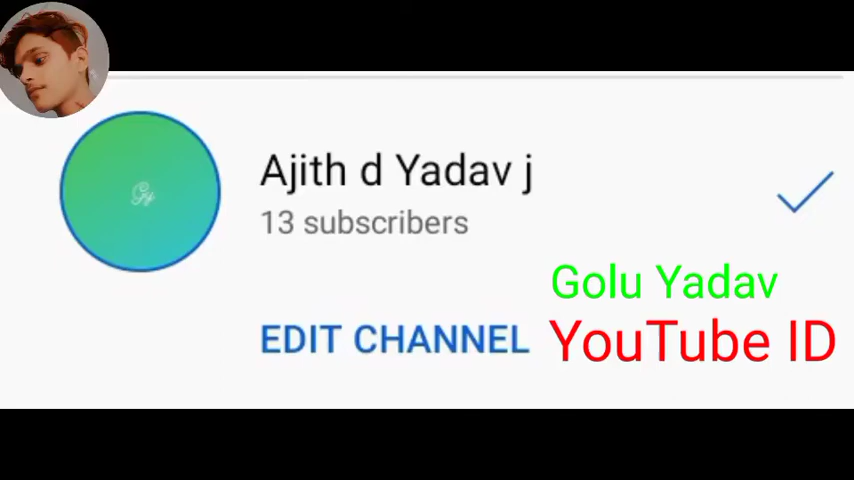 Ajith d Yadav j
13 subscribers
Golu Yadav
EDIT CHANNEL YouTube ID